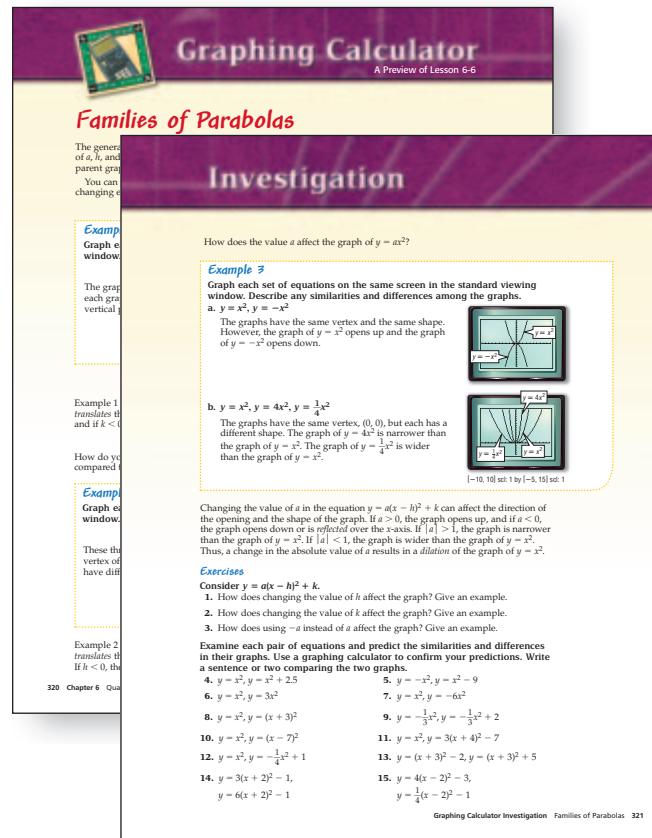 Graphing Calculator
A Preview of Lesson 6-6
Families of Parabolas
The genera
of a, h, and
parent grap
You can
changing e
Examp
Graph ea
window.
The grap
each gra
vertical p
Example 1
translates th
and if k < 0
How do yo
compared t
Exampl
Graph ea
window.
These thr
vertex of
have diff
Example 2
translates th
If h < 0, the
320 Chapter 6 Qua
Investigation
How does the value a affect the graph of y = ax²?
Example 3
Graph each set of equations on the same screen in the standard viewing
window. Describe any similarities and differences among the graphs.
a. y = x², y = −x²
The graphs have the same vertex and the same shape.
However, the graph of y = x² opens up and the graph
of y = −x² opens down.
y = x²
y = −x²
b. y = x², y = 4x², y = 1/4x²
The graphs have the same vertex, (0, 0), but each has a
different shape. The graph of y = 4x² is narrower than
the graph of y = x². The graph of y = 1/4x² is wider
than the graph of y = x².
y = 4x²
y = 1/4x²
y = x²
[−10, 10] scl: 1 by [−5, 15] scl: 1
Changing the value of a in the equation y = a(x − h)² + k can affect the direction of
the opening and the shape of the graph. If a > 0, the graph opens up, and if a < 0,
the graph opens down or is reflected over the x-axis. If |a| > 1, the graph is narrower
than the graph of y = x². If |a| < 1, the graph is wider than the graph of y = x².
Thus, a change in the absolute value of a results in a dilation of the graph of y = x².
Exercises
Consider y = a(x − h)² + k.
1. How does changing the value of h affect the graph? Give an example.
2. How does changing the value of k affect the graph? Give an example.
3. How does using −a instead of a affect the graph? Give an example.
Examine each pair of equations and predict the similarities and differences
in their graphs. Use a graphing calculator to confirm your predictions. Write
a sentence or two comparing the two graphs.
4. y = x², y = x² + 2.5
5. y = −x², y = x² − 9
6. y = x², y = 3x²
7. y = x², y = −6x²
8. y = x², y = (x + 3)²
9. y = −1/3x², y = −1/3x² + 2
10. y = x², y = (x − 7)²
11. y = x², y = 3(x + 4)² − 7
12. y = x², y = −1/4x² + 1
13. y = (x + 3)² − 2, y = (x + 3)² + 5
14. y = 3(x + 2)² − 1,
y = 6(x + 2)² − 1
15. y = 4(x − 2)² − 3,
y = 1/4(x − 2)² − 1
Graphing Calculator Investigation Families of Parabolas 321